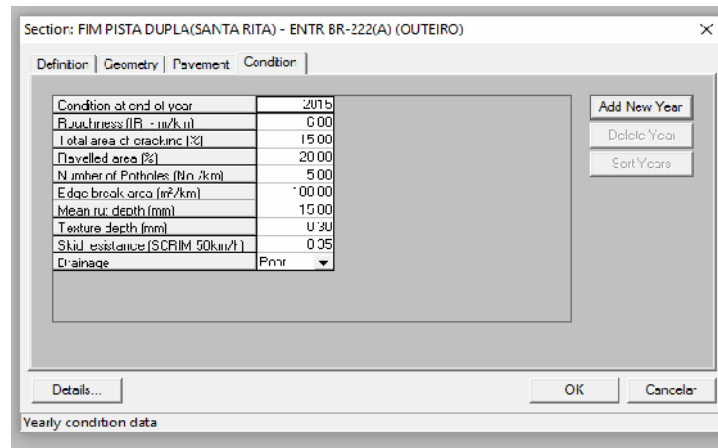 Section: FIM PISTA DUPLA(SANTA RITA) - ENTR BR-222(A) (OUTEIRO)
Definition Geometry Pavement Condition
Condition at end of year 2015
Roughness (IRI - m/km) 6.00
Total area of cracking (%) 15.00
Ravelled area (%) 20.00
Number of Potholes (No./km) 5.00
Edge break area (m²/km) 100.00
Mean rut depth (mm) 15.00
Texture depth (mm) 0.30
Skid resistance (SCRIM 50km/h) 0.35
Drainage Poor
Add New Year
Delete Year
Sort Years
Details... OK Cancelar
Yearly condition data